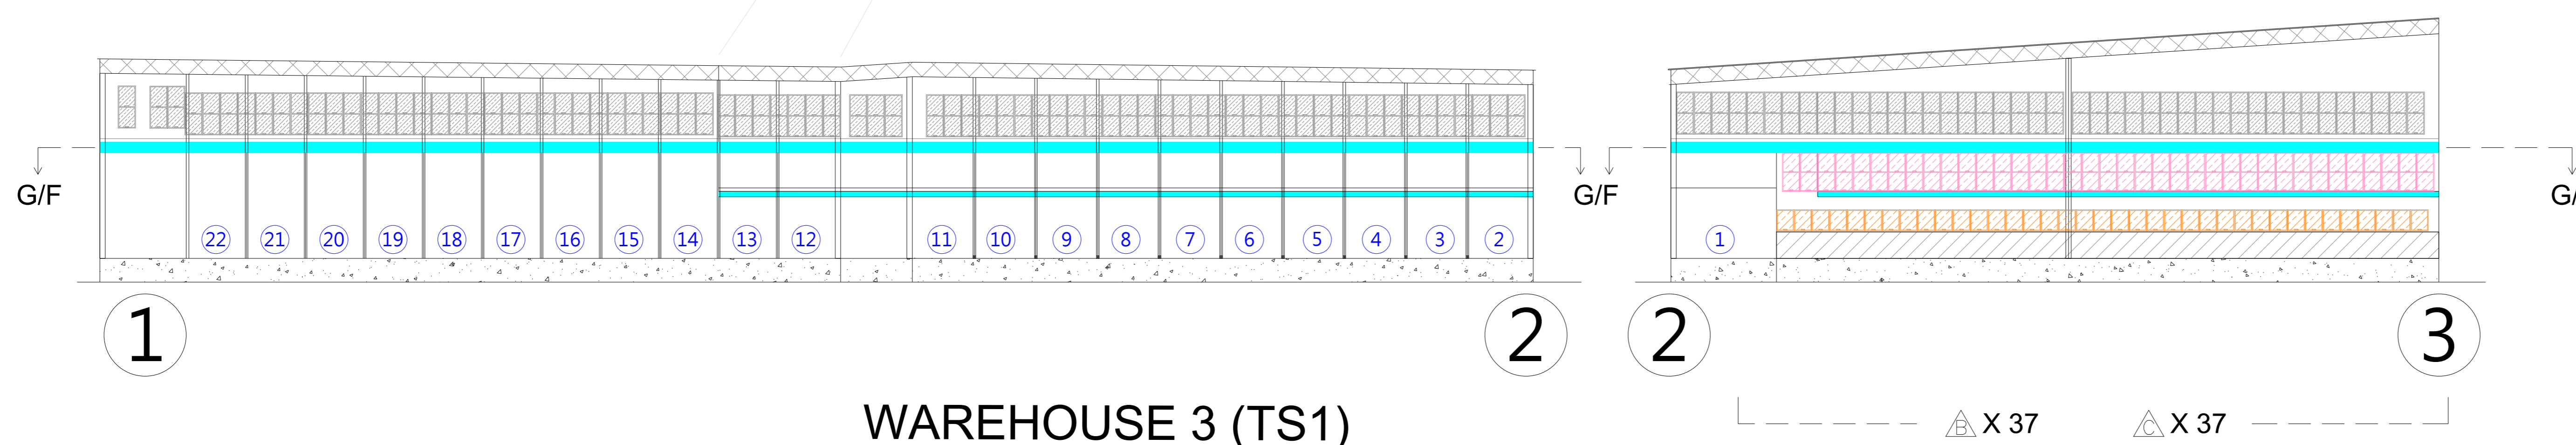 G/F G/F G/F G/
22 21 20 19 18 17 16 15 14 13 12 11 10 9 8 7 6 5 4 3 2 1
1 2 2 3
WAREHOUSE 3 (TS1)
B X 37 C X 37